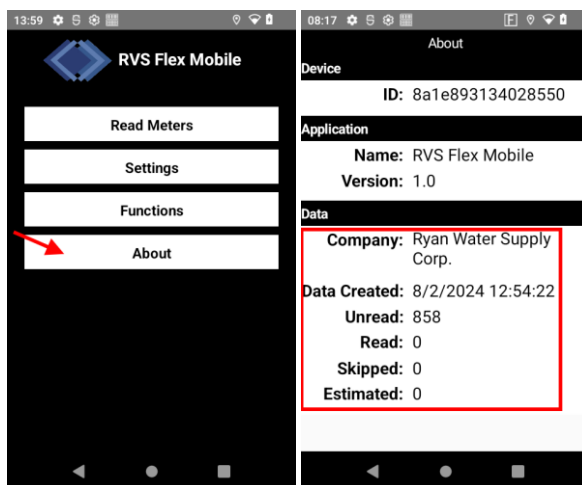 13:59
RVS Flex Mobile
Read Meters
Settings
Functions
About
08:17
F
About
Device
ID: 8a1e893134028550
Application
Name: RVS Flex Mobile
Version: 1.0
Data
Company: Ryan Water Supply
Corp.
Data Created: 8/2/2024 12:54:22
Unread: 858
Read: 0
Skipped: 0
Estimated: 0